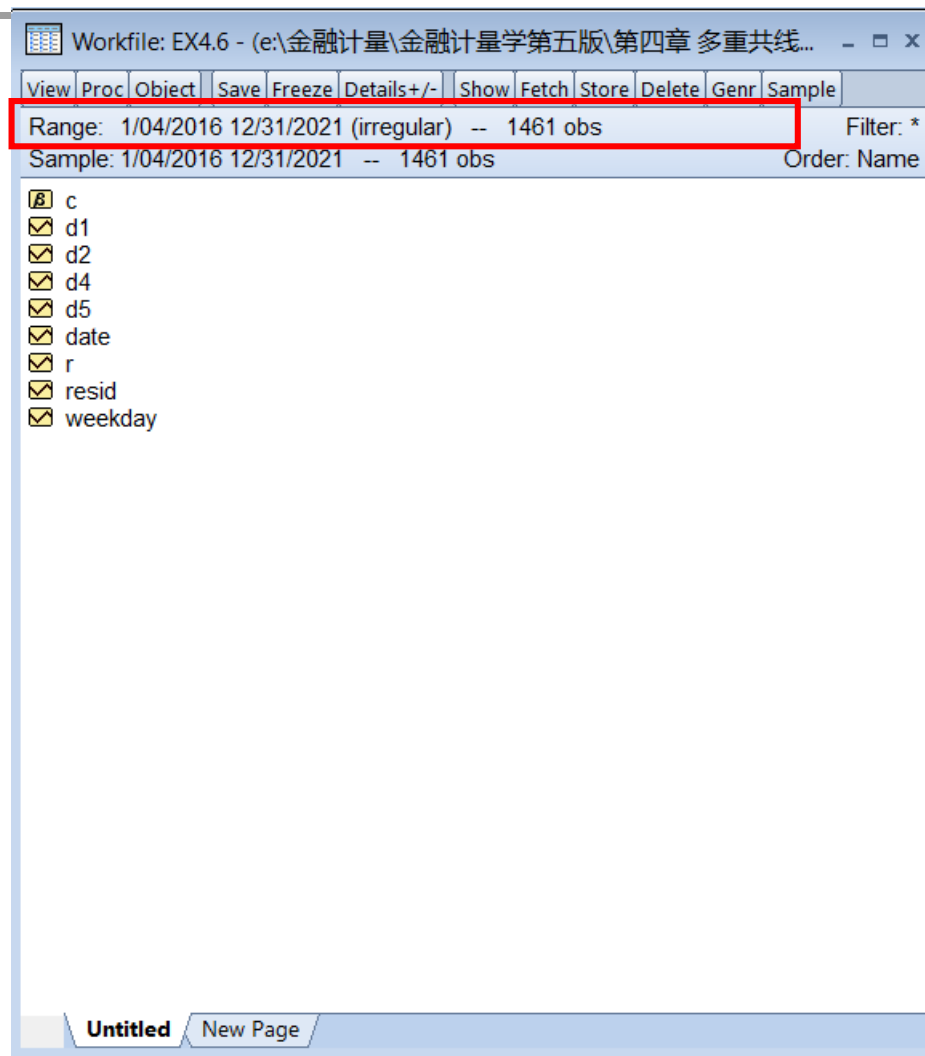 Workfile: EX4.6 - (e:\金融计量\金融计量学第五版\第四章 多重共线...
View Proc Object Save Freeze Details+/- Show Fetch Store Delete Genr Sample
Range: 1/04/2016 12/31/2021 (irregular) -- 1461 obs Filter: *
Sample: 1/04/2016 12/31/2021 -- 1461 obs Order: Name
β c
d1
d2
d4
d5
date
r
resid
weekday
Untitled New Page